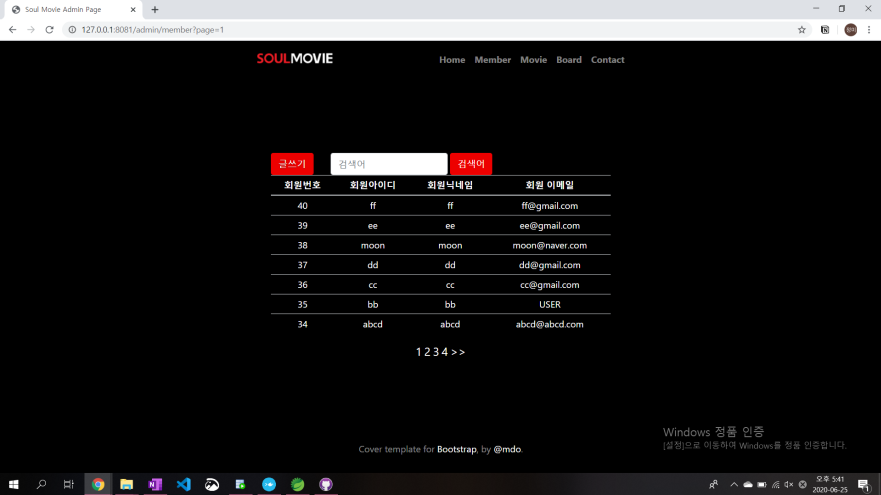 Soul Movie Admin Page
127.0.0.1:8081/admin/member?page=1
SOULMOVIE Home Member Movie Board Contact
글쓰기 검색어 검색어
회원번호 회원아이디 회원닉네임 회원 이메일
40 ff ff ff@gmail.com
39 ee ee ee@gmail.com
38 moon moon moon@naver.com
37 dd dd dd@gmail.com
36 cc cc cc@gmail.com
35 bb bb USER
34 abcd abcd abcd@abcd.com
1 2 3 4 >>
Windows 정품 인증
[설정]으로 이동하여 Windows를 정품 인증합니다.
Cover template for Bootstrap, by @mdo.
오후 5:41
2020-06-25